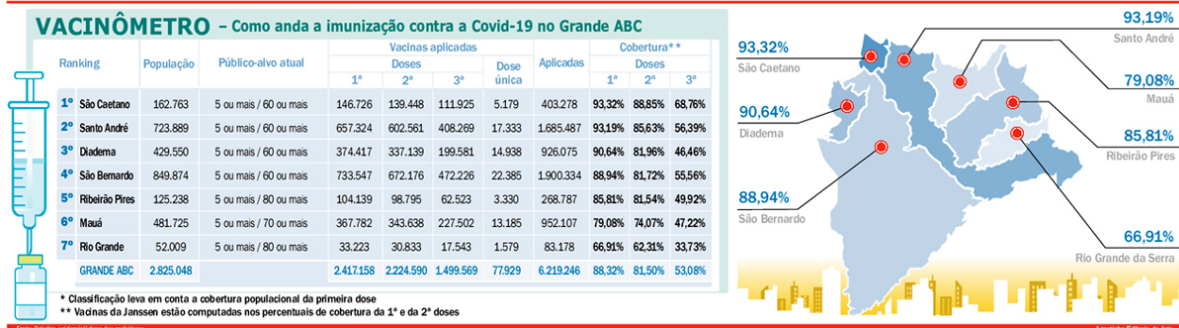 VACINÔMETRO – Como anda a imunização contra a Covid-19 no Grande ABC
Ranking População Público-alvo atual Vacinas aplicadas Aplicadas Cobertura**
Doses Dose única Doses
1ª 2ª 3ª 1ª 2ª 3ª
1º São Caetano 162.763 5 ou mais / 60 ou mais 146.726 139.448 111.925 5.179 403.278 93,32% 88,85% 68,76%
2º Santo André 723.889 5 ou mais / 60 ou mais 657.324 602.561 408.269 17.333 1.685.487 93,19% 85,63% 56,39%
3º Diadema 429.550 5 ou mais / 60 ou mais 374.417 337.139 199.581 14.938 926.075 90,64% 81,96% 46,46%
4º São Bernardo 849.874 5 ou mais / 60 ou mais 733.547 672.176 472.226 22.385 1.900.334 88,94% 81,72% 55,56%
5º Ribeirão Pires 125.238 5 ou mais / 80 ou mais 104.139 98.795 62.523 3.330 268.787 85,81% 81,54% 49,92%
6º Mauá 481.725 5 ou mais / 70 ou mais 367.782 343.638 227.502 13.185 952.107 79,08% 74,07% 47,22%
7º Rio Grande 52.009 5 ou mais / 80 ou mais 33.223 30.833 17.543 1.579 83.178 66,91% 62,31% 33,73%
GRANDE ABC 2.825.048 2.417.158 2.224.590 1.499.569 77.929 6.219.246 88,32% 81,50% 53,08%
* Classificação leva em conta a cobertura populacional da primeira dose
** Vacinas da Janssen estão computadas nos percentuais de cobertura da 1ª e da 2ª doses
93,32%
São Caetano
90,64%
Diadema
88,94%
São Bernardo
93,19%
Santo André
79,08%
Mauá
85,81%
Ribeirão Pires
66,91%
Rio Grande da Serra